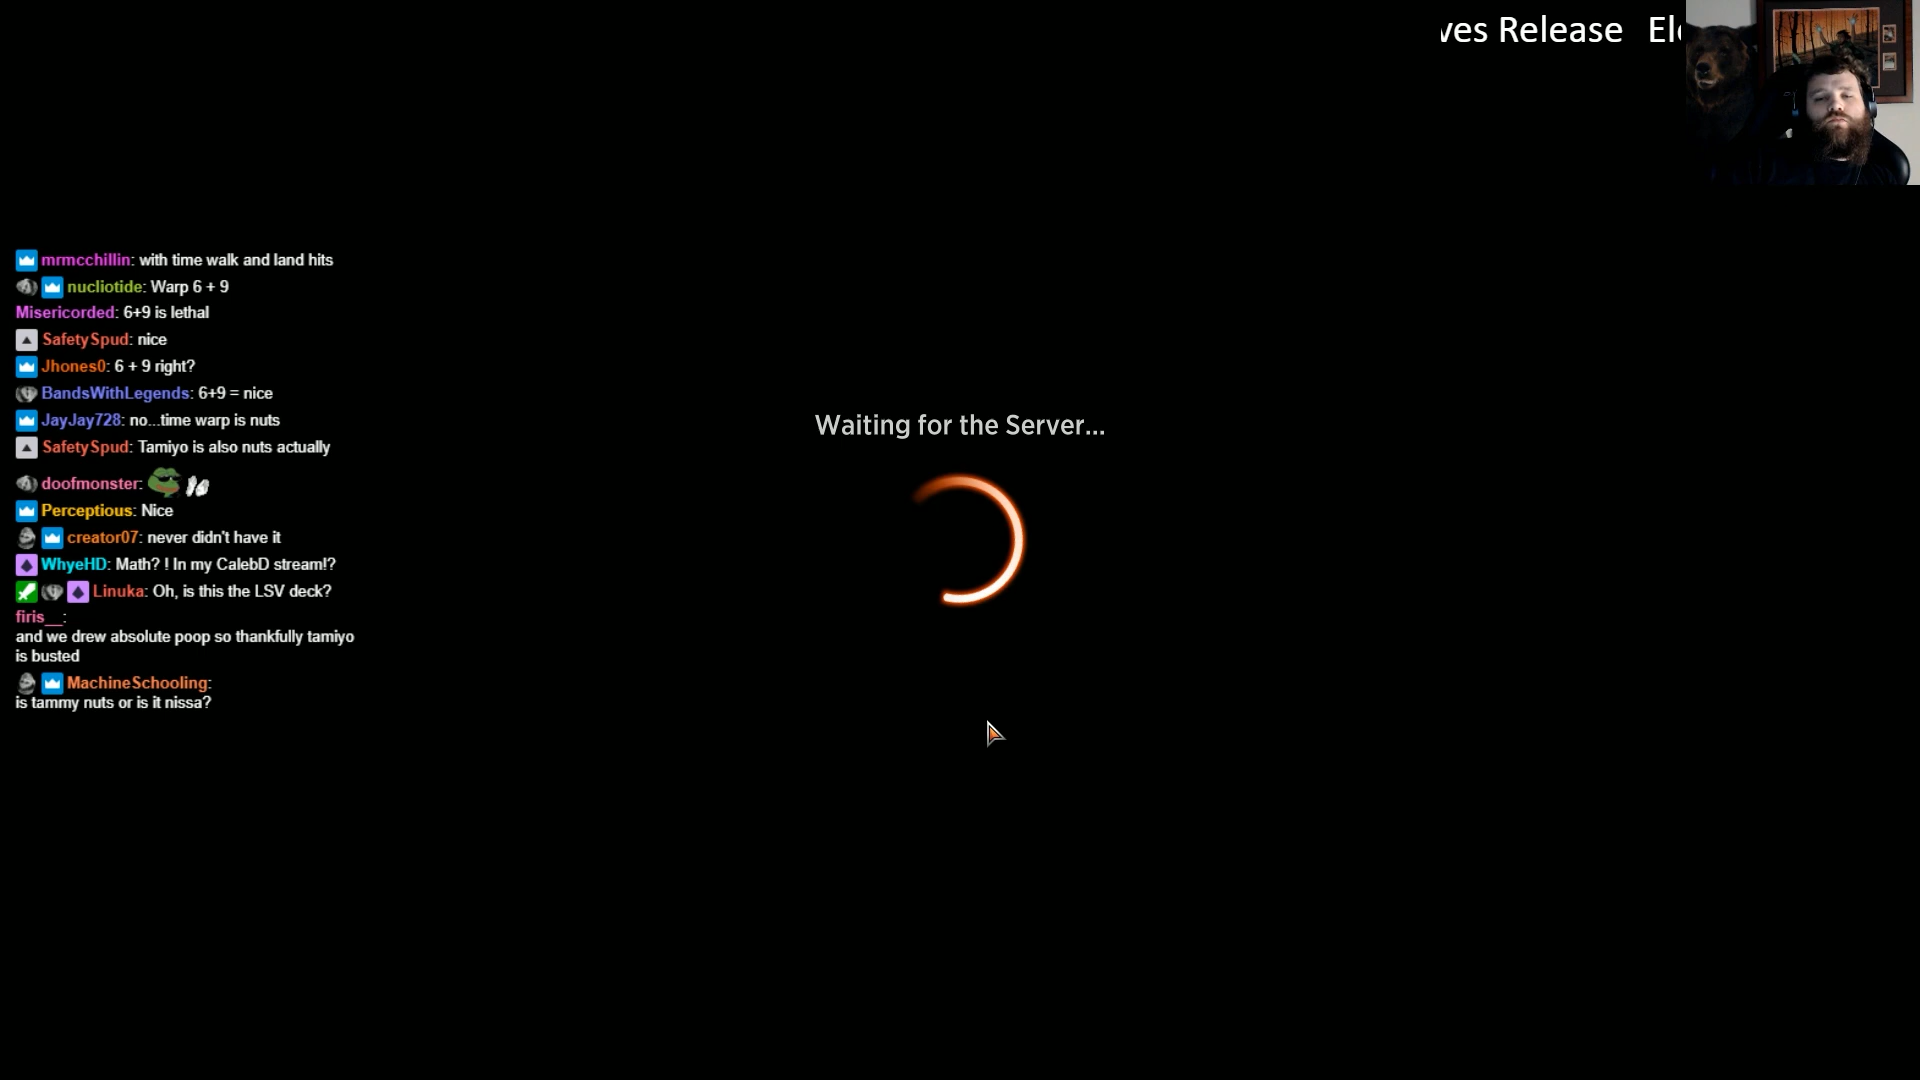 ves Release Ele
mrmcchillin: with time walk and land hits
nucliotide: Warp 6 + 9
Misericorded: 6+9 is lethal
SafetySpud: nice
Jhones0: 6 + 9 right?
BandsWithLegends: 6+9 = nice
JayJay728: no...time warp is nuts
SafetySpud: Tamiyo is also nuts actually
doofmonster:
Perceptious: Nice
creator07: never didn't have it
WhyeHD: Math? ! In my CalebD stream!?
Linuka: Oh, is this the LSV deck?
firis__:
and we drew absolute poop so thankfully tamiyo
is busted
MachineSchooling:
is tammy nuts or is it nissa?
Waiting for the Server...